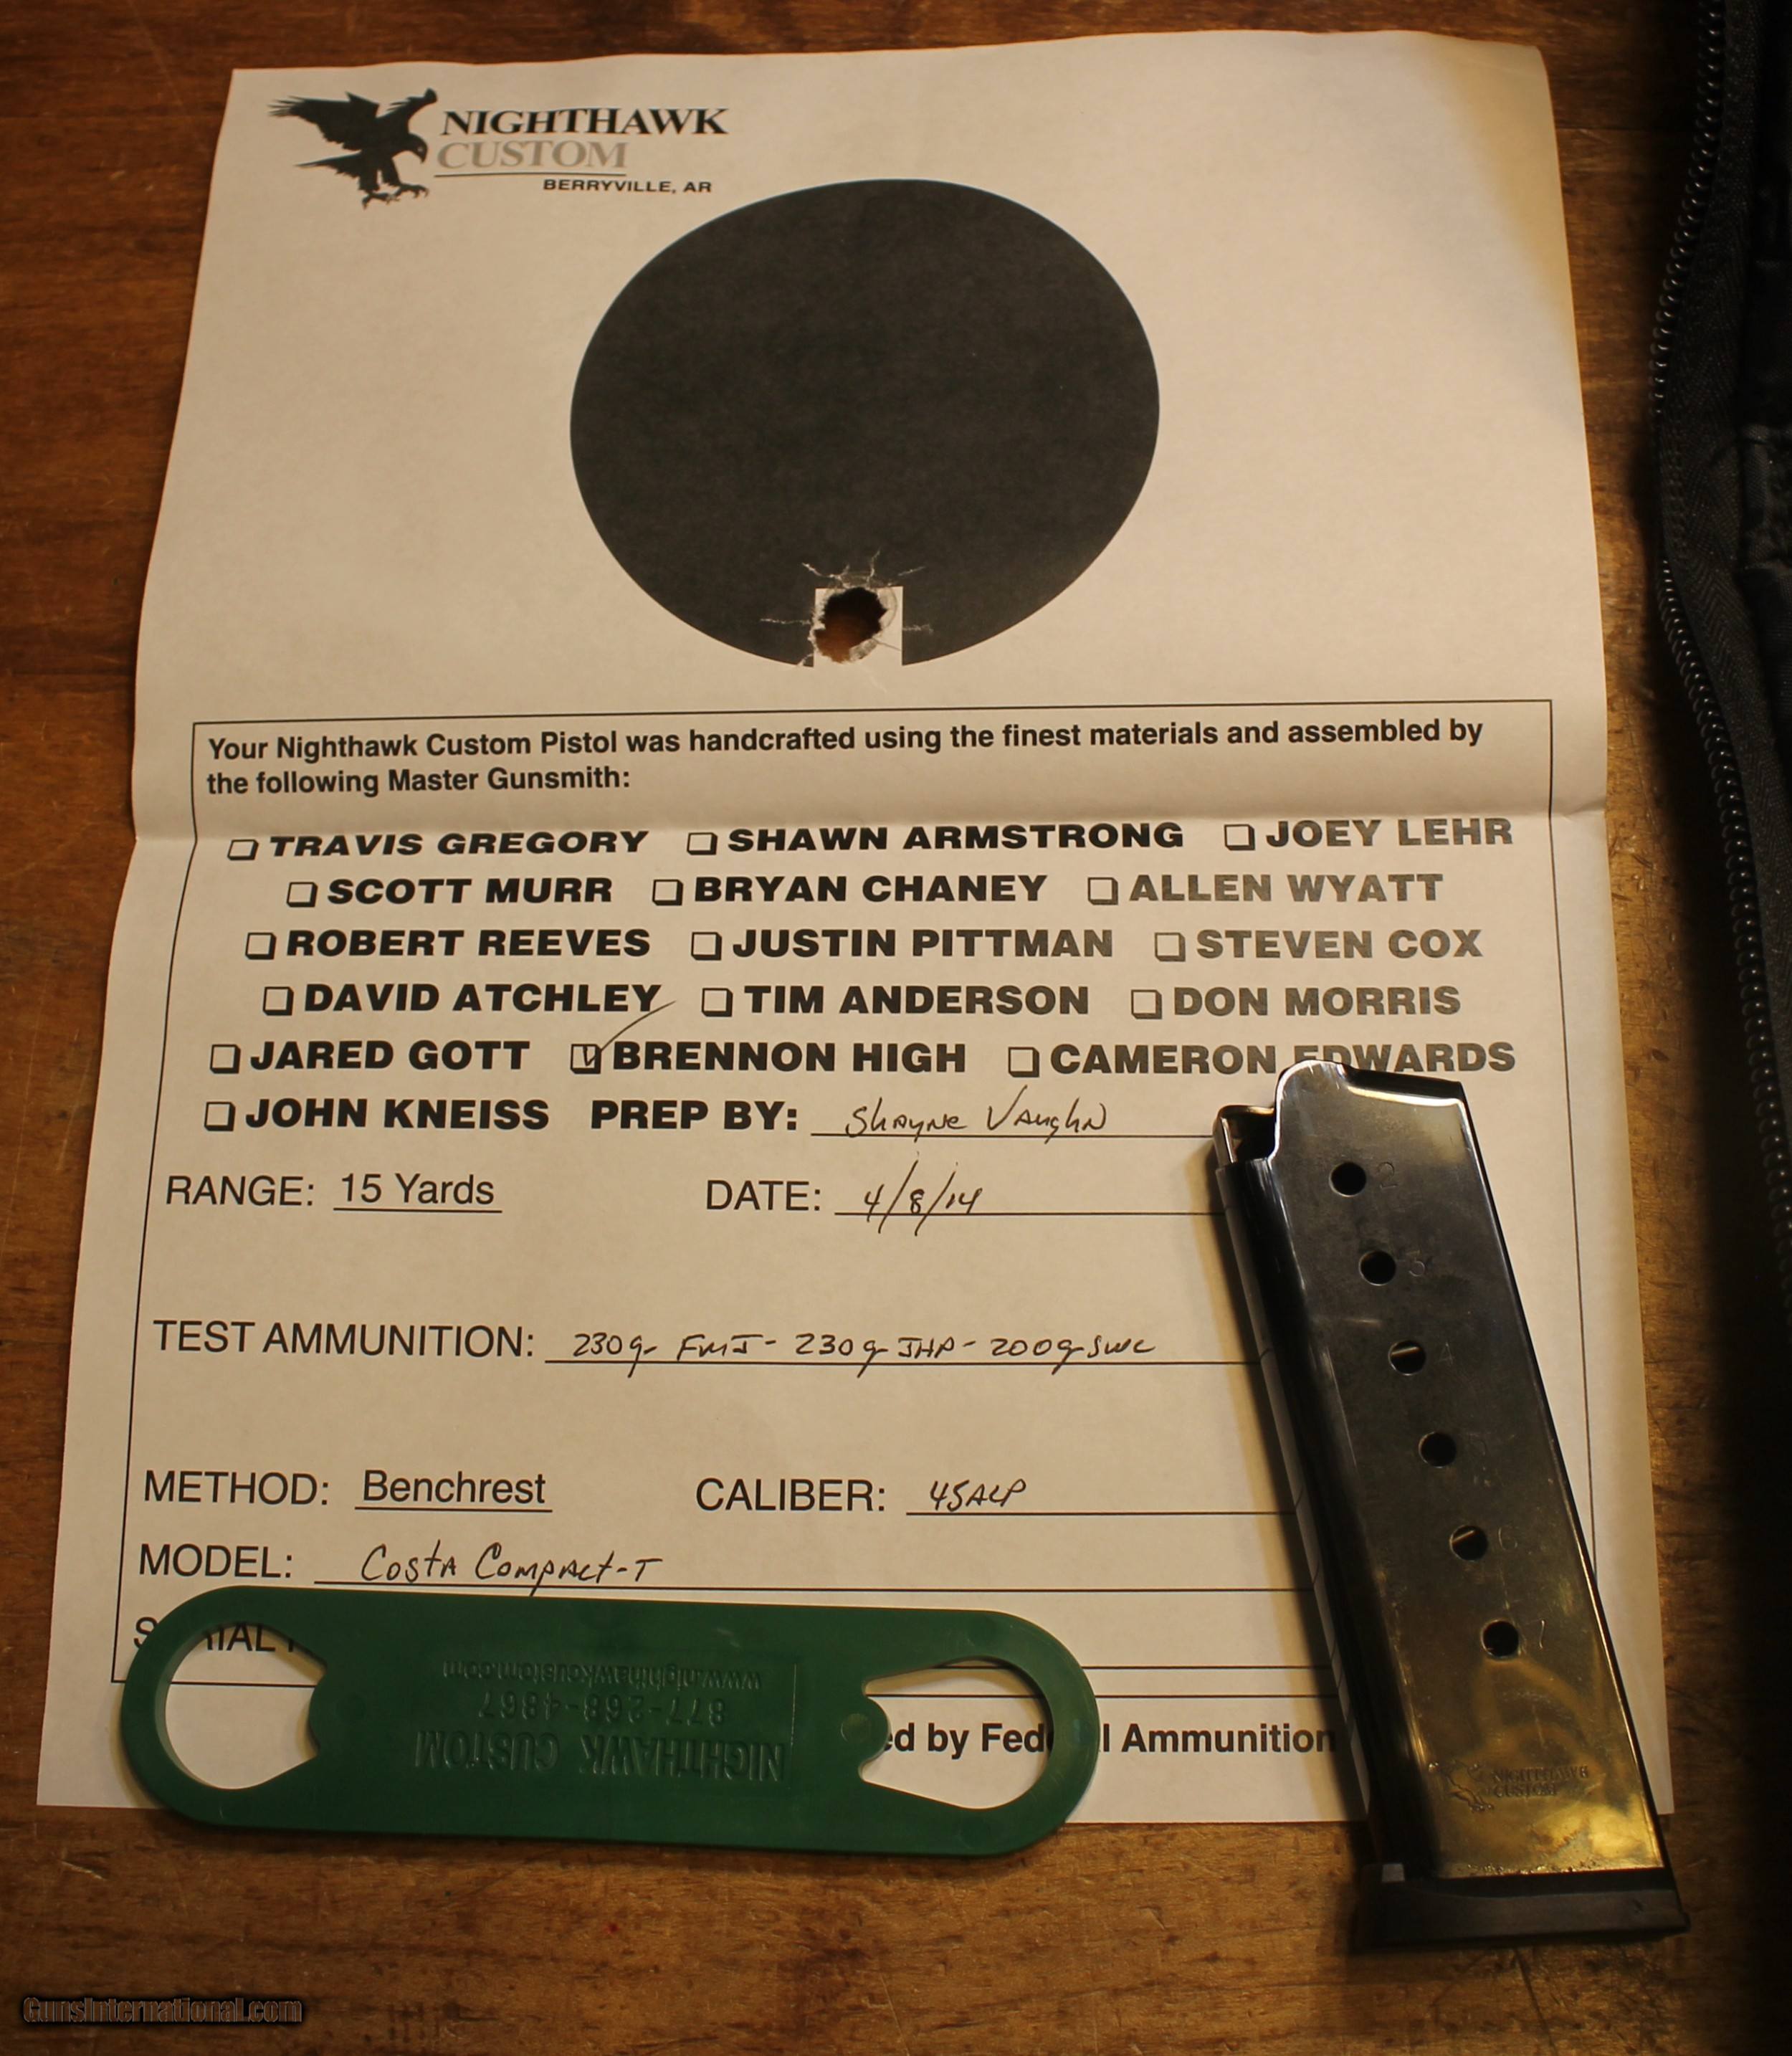 NIGHTHAWK
CUSTOM
BERRYVILLE, AR
Your Nighthawk Custom Pistol was handcrafted using the finest materials and assembled by
the following Master Gunsmith:
TRAVIS GREGORY SHAWN ARMSTRONG JOEY LEHR
SCOTT MURR BRYAN CHANEY ALLEN WYATT
ROBERT REEVES JUSTIN PITTMAN STEVEN COX
DAVID ATCHLEY TIM ANDERSON DON MORRIS
JARED GOTT BRENNON HIGH CAMERON EDWARDS
JOHN KNEISS PREP BY: Shayne Vaughn
RANGE: 15 Yards DATE: 4/8/14
TEST AMMUNITION: 230g- FMJ- 230g JHP- 200g SWC
METHOD: Benchrest CALIBER: 45ACP
MODEL: Costa Compact-T
by Ammunition
NIGHTHAWK CUSTOM
877-268-4867
www.nighthawkcustom.com
2
3
4
6
7
NIGHTHAWK
CUSTOM
GunsInternational.com